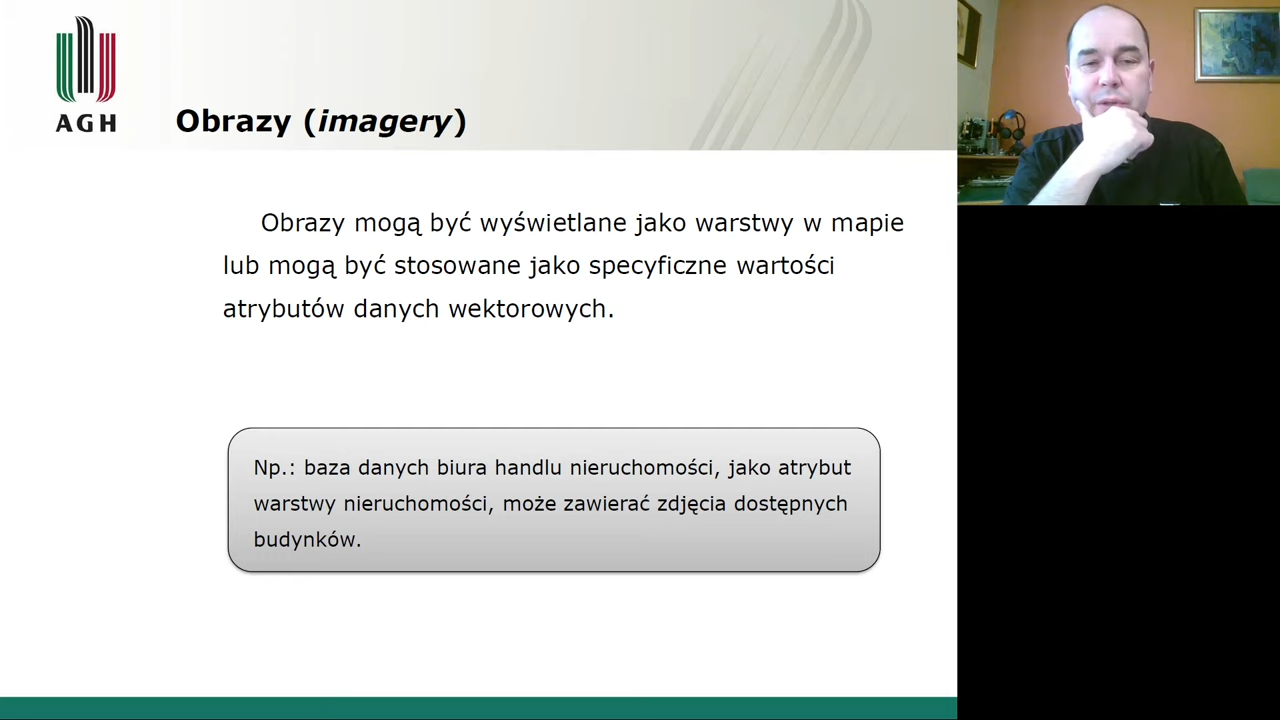 AGH
Obrazy (imagery)
Obrazy mogą być wyświetlane jako warstwy w mapie
lub mogą być stosowane jako specyficzne wartości
atrybutów danych wektorowych.
Np.: baza danych biura handlu nieruchomości, jako atrybut
warstwy nieruchomości, może zawierać zdjęcia dostępnych
budynków.